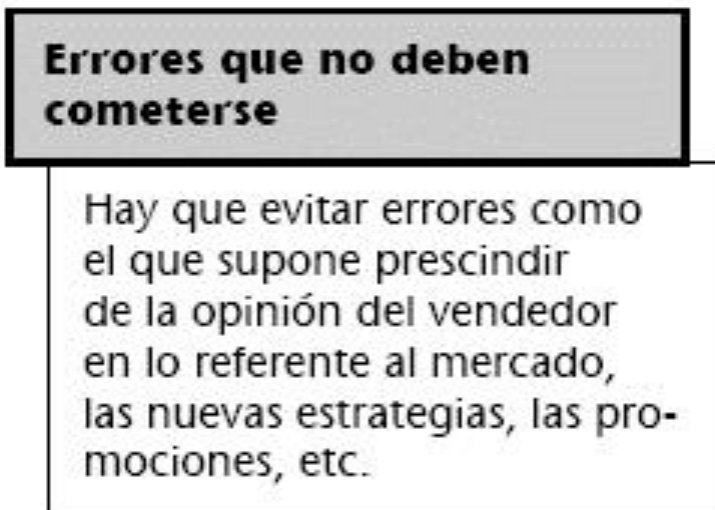 Errores que no deben
cometerse
Hay que evitar errores como
el que supone prescindir
de la opinión del vendedor
en lo referente al mercado,
las nuevas estrategias, las pro-
mociones, etc.